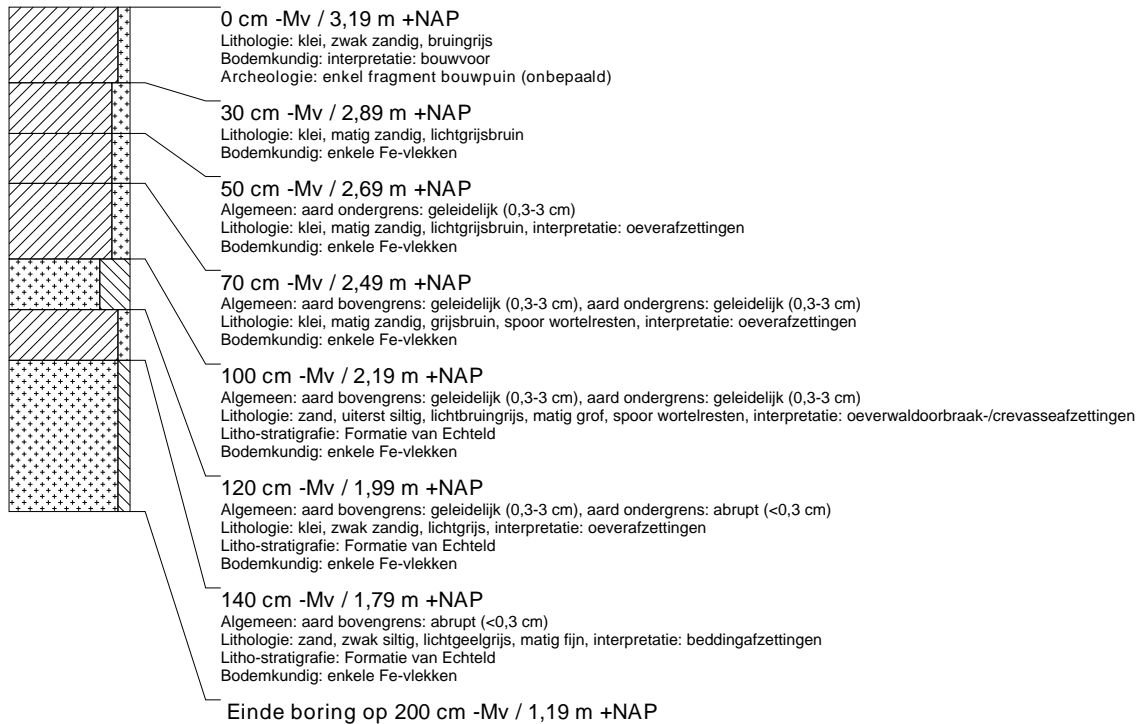 0 cm -Mv / 3,19 m +NAP
Lithologie: klei, zwak zandig, bruingrijs
Bodemkundig: interpretatie: bouwvoor
Archeologie: enkel fragment bouwpuin (onbepaald)
30 cm -Mv / 2,89 m +NAP
Lithologie: klei, matig zandig, lichtgrijsbruin
Bodemkundig: enkele Fe-vlekken
50 cm -Mv / 2,69 m +NAP
Algemeen: aard ondergrens: geleidelijk (0,3-3 cm)
Lithologie: klei, matig zandig, lichtgrijsbruin, interpretatie: oeverafzettingen
Bodemkundig: enkele Fe-vlekken
70 cm -Mv / 2,49 m +NAP
Algemeen: aard bovengrens: geleidelijk (0,3-3 cm), aard ondergrens: geleidelijk (0,3-3 cm)
Lithologie: klei, matig zandig, grijsbruin, spoor wortelresten, interpretatie: oeverafzettingen
Bodemkundig: enkele Fe-vlekken
100 cm -Mv / 2,19 m +NAP
Algemeen: aard bovengrens: geleidelijk (0,3-3 cm), aard ondergrens: geleidelijk (0,3-3 cm)
Lithologie: zand, uiterst siltig, lichtbruingrijs, matig grof, spoor wortelresten, interpretatie: oeverwaldoorbraak-/crevasseafzettingen
Litho-stratigrafie: Formatie van Echteld
Bodemkundig: enkele Fe-vlekken
120 cm -Mv / 1,99 m +NAP
Algemeen: aard bovengrens: geleidelijk (0,3-3 cm), aard ondergrens: abrupt (<0,3 cm)
Lithologie: klei, zwak zandig, lichtgrijs, interpretatie: oeverafzettingen
Litho-stratigrafie: Formatie van Echteld
Bodemkundig: enkele Fe-vlekken
140 cm -Mv / 1,79 m +NAP
Algemeen: aard bovengrens: abrupt (<0,3 cm)
Lithologie: zand, zwak siltig, lichtgeelgrijs, matig fijn, interpretatie: beddingafzettingen
Litho-stratigrafie: Formatie van Echteld
Bodemkundig: enkele Fe-vlekken
Einde boring op 200 cm -Mv / 1,19 m +NAP